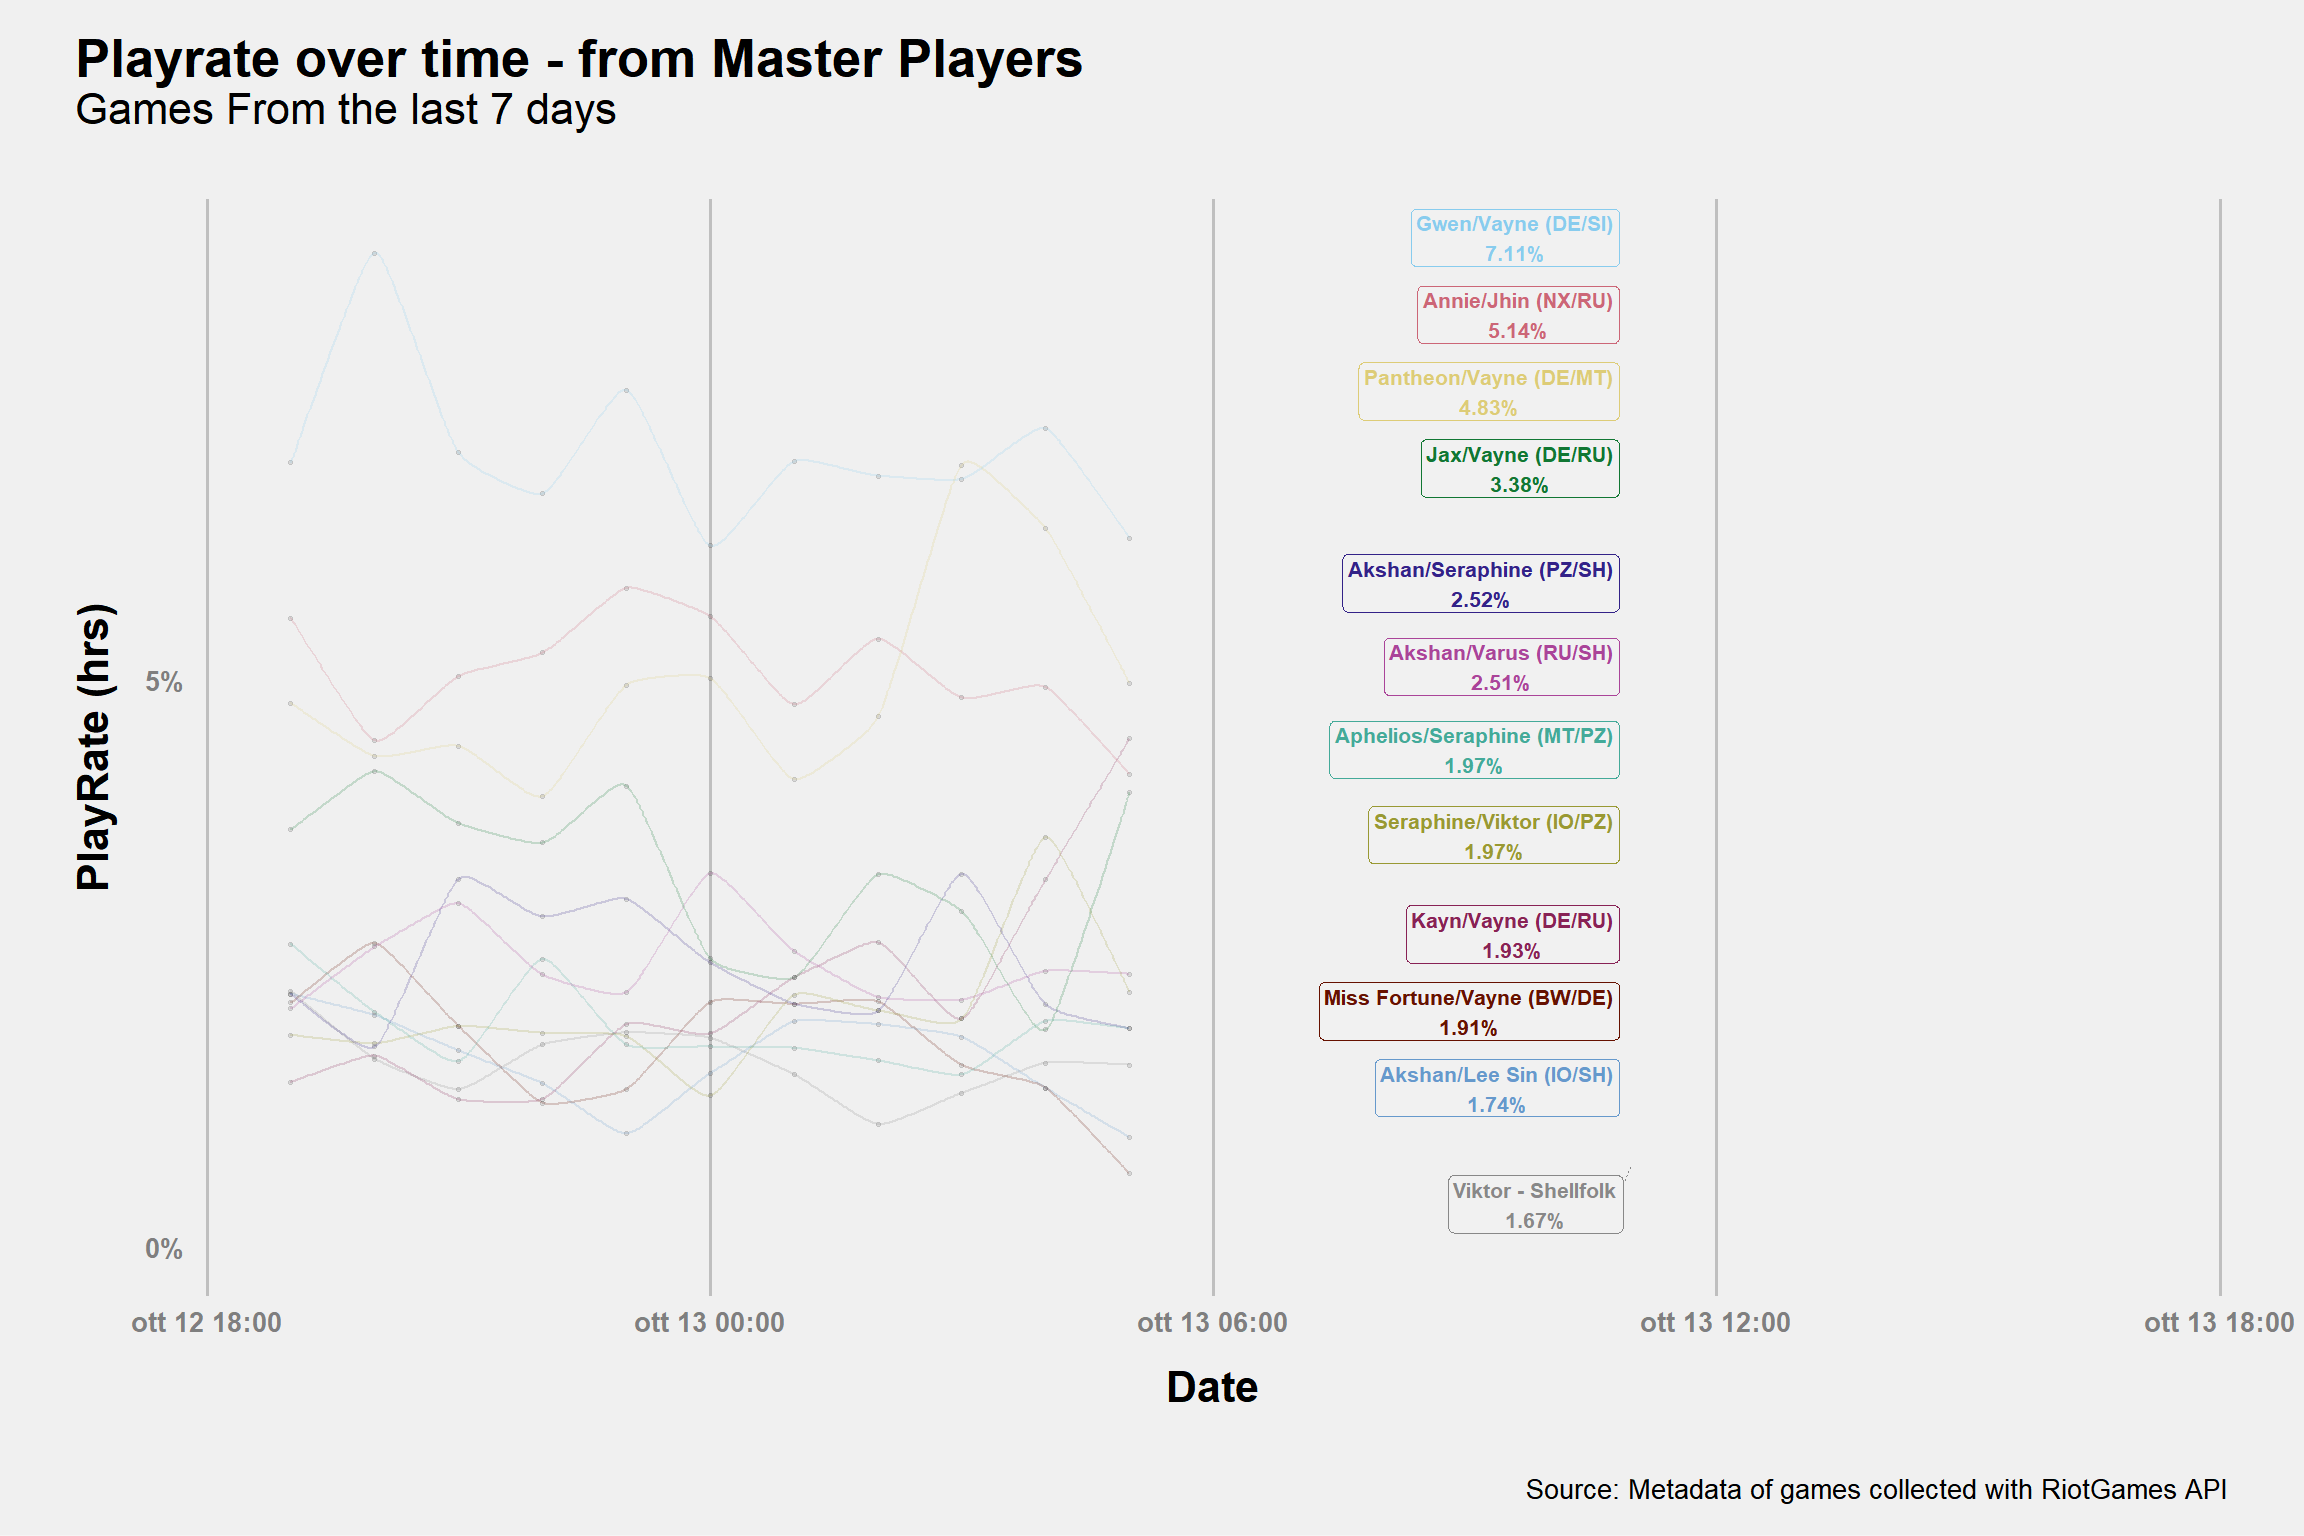 Playrate over time - from Master Players
Games From the last 7 days
Gwen/Vayne (DE/SI)
7.11%
Annie/Jhin (NX/RU)
5.14%
Pantheon/Vayne (DE/MT)
4.83%
Jax/Vayne (DE/RU)
3.38%
Akshan/Seraphine (PZ/SH)
2.52%
Akshan/Varus (RU/SH)
2.51%
Aphelios/Seraphine (MT/PZ)
1.97%
Seraphine/Viktor (IO/PZ)
1.97%
Kayn/Vayne (DE/RU)
1.93%
Miss Fortune/Vayne (BW/DE)
1.91%
Akshan/Lee Sin (IO/SH)
1.74%
Viktor - Shellfolk
1.67%
PlayRate (hrs)
5%
0%
ott 12 18:00
ott 13 00:00
ott 13 06:00
ott 13 12:00
ott 13 18:00
Date
Source: Metadata of games collected with RiotGames API